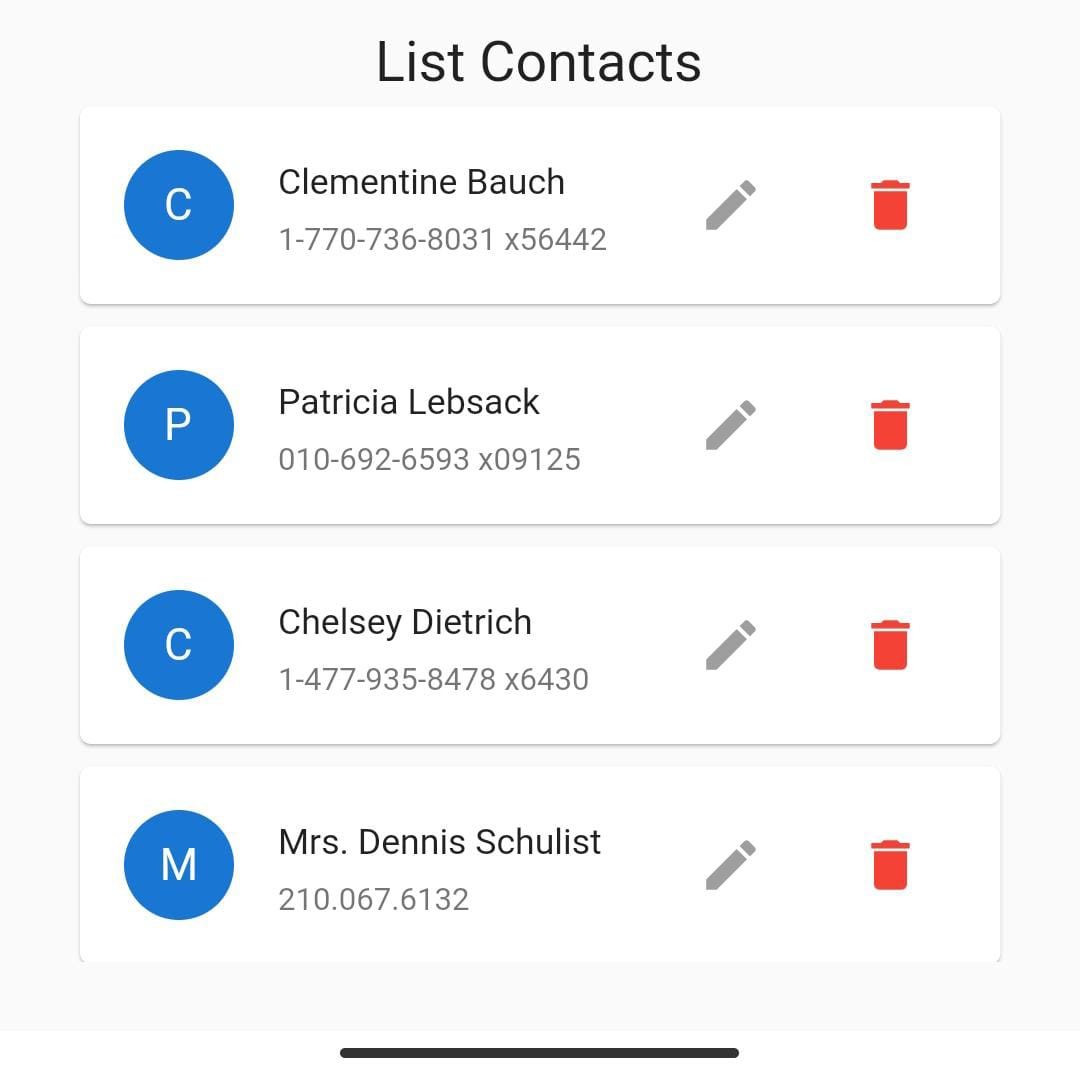 List Contacts
C
Clementine Bauch
1-770-736-8031 x56442
P
Patricia Lebsack
010-692-6593 x09125
C
Chelsey Dietrich
1-477-935-8478 x6430
M
Mrs. Dennis Schulist
210.067.6132